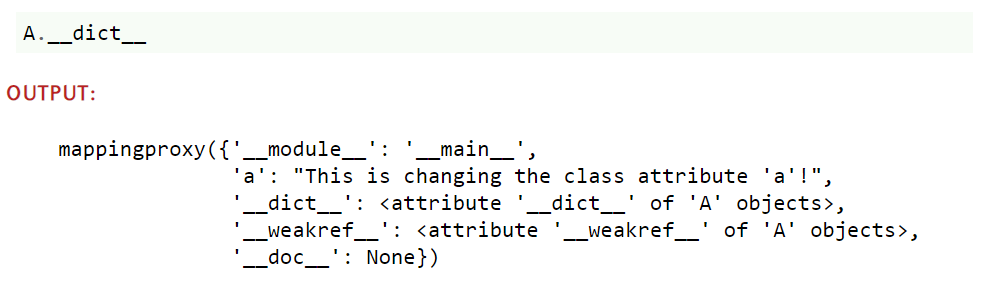 A.__dict__
OUTPUT:
mappingproxy({'__module__': '__main__',
'a': "This is changing the class attribute 'a'!",
'__dict__': <attribute '__dict__' of 'A' objects>,
'__weakref__': <attribute '__weakref__' of 'A' objects>,
'__doc__': None})